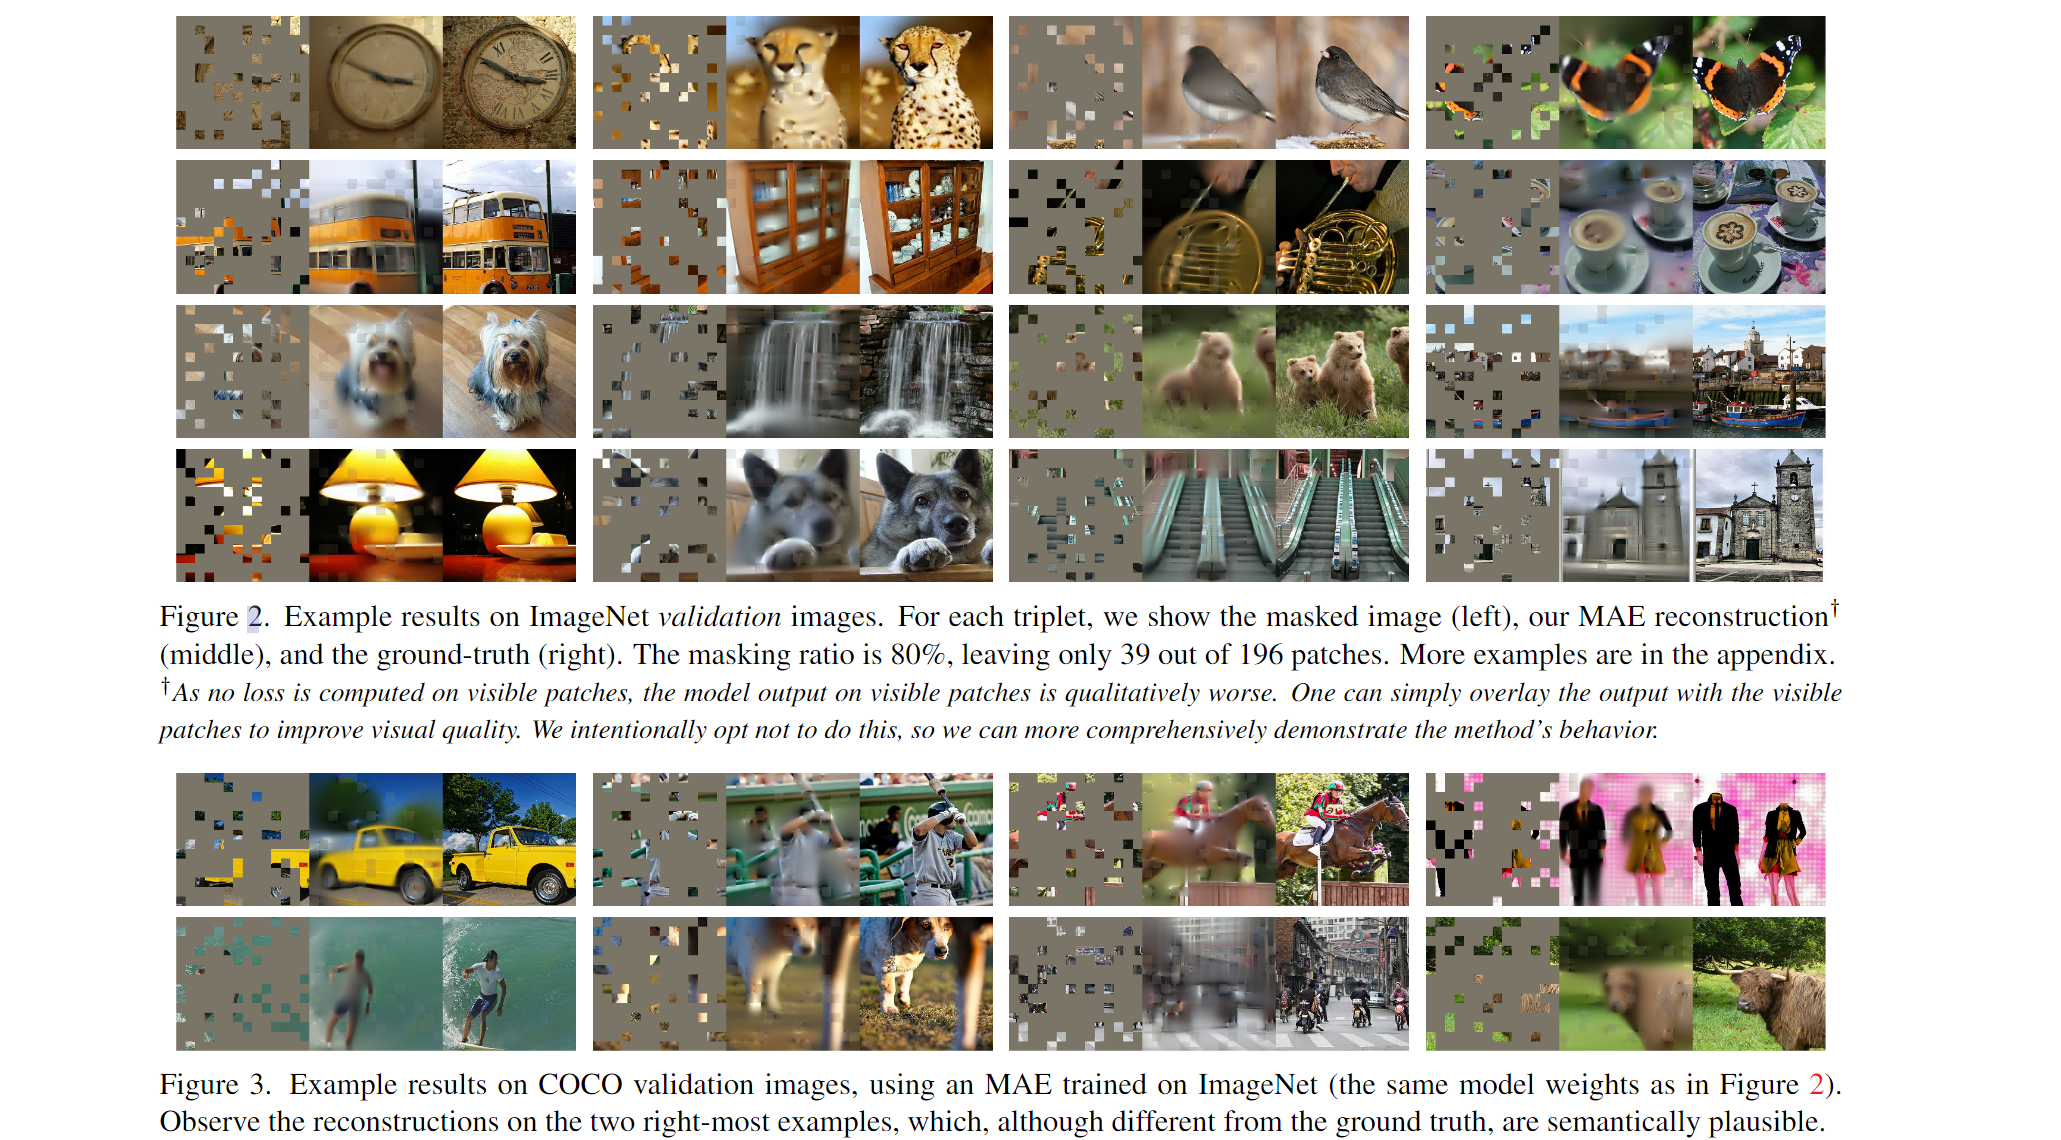 Figure 2. Example results on ImageNet validation images. For each triplet, we show the masked image (left), our MAE reconstruction†
(middle), and the ground-truth (right). The masking ratio is 80%, leaving only 39 out of 196 patches. More examples are in the appendix.
†As no loss is computed on visible patches, the model output on visible patches is qualitatively worse. One can simply overlay the output with the visible
patches to improve visual quality. We intentionally opt not to do this, so we can more comprehensively demonstrate the method's behavior.
Figure 3. Example results on COCO validation images, using an MAE trained on ImageNet (the same model weights as in Figure 2).
Observe the reconstructions on the two right-most examples, which, although different from the ground truth, are semantically plausible.